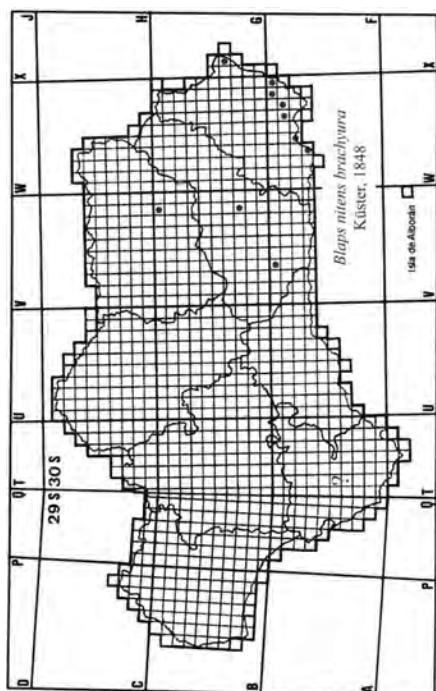 D P QT U V W X J
29 S 30 S
C H
B G
?
Blaps nitens brachyura
Küster, 1848
A F
Isla de Alborán
P QT U V W X